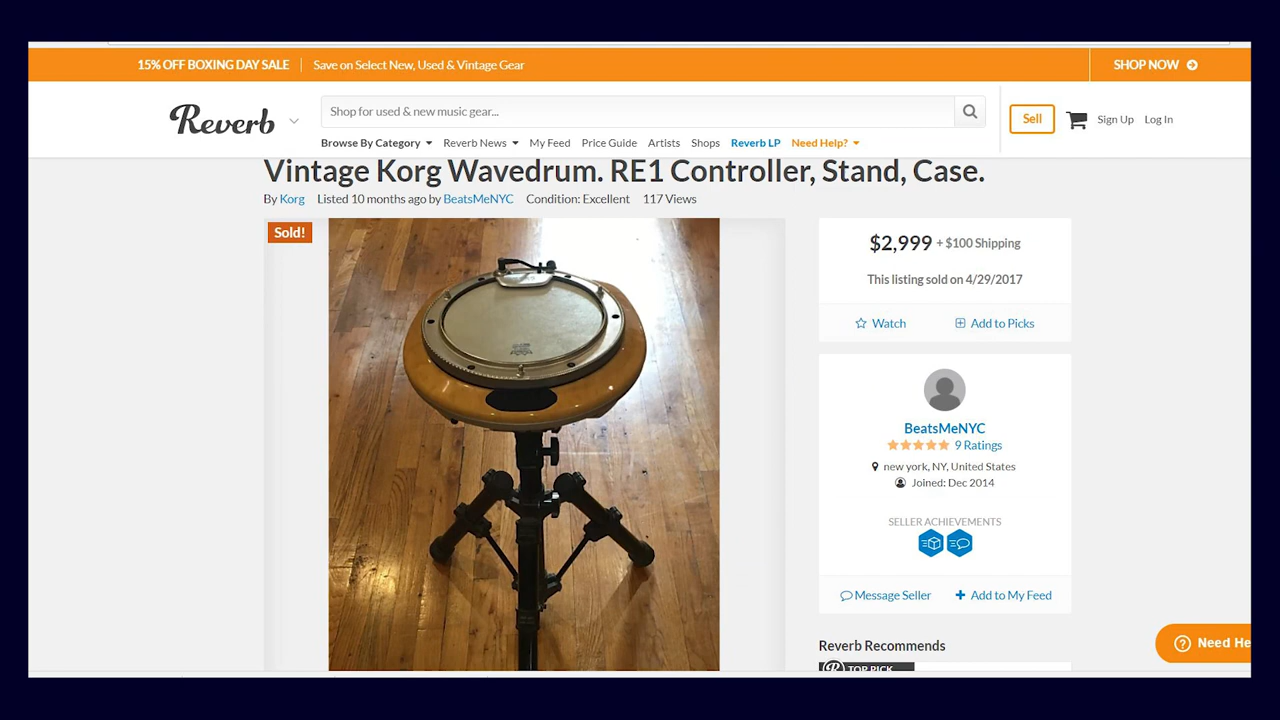 15% OFF BOXING DAY SALE Save on Select New, Used & Vintage Gear SHOP NOW
Reverb Shop for used & new music gear... Sell Sign Up Log In
Browse By Category Reverb News My Feed Price Guide Artists Shops Reverb LP Need Help?
Vintage Korg Wavedrum. RE1 Controller, Stand, Case.
By Korg Listed 10 months ago by BeatsMeNYC Condition: Excellent 117 Views
Sold!
$2,999 + $100 Shipping
This listing sold on 4/29/2017
Watch Add to Picks
BeatsMeNYC
9 Ratings
new york, NY, United States
Joined: Dec 2014
SELLER ACHIEVEMENTS
Message Seller Add to My Feed
Reverb Recommends
Need He
TOP PICK